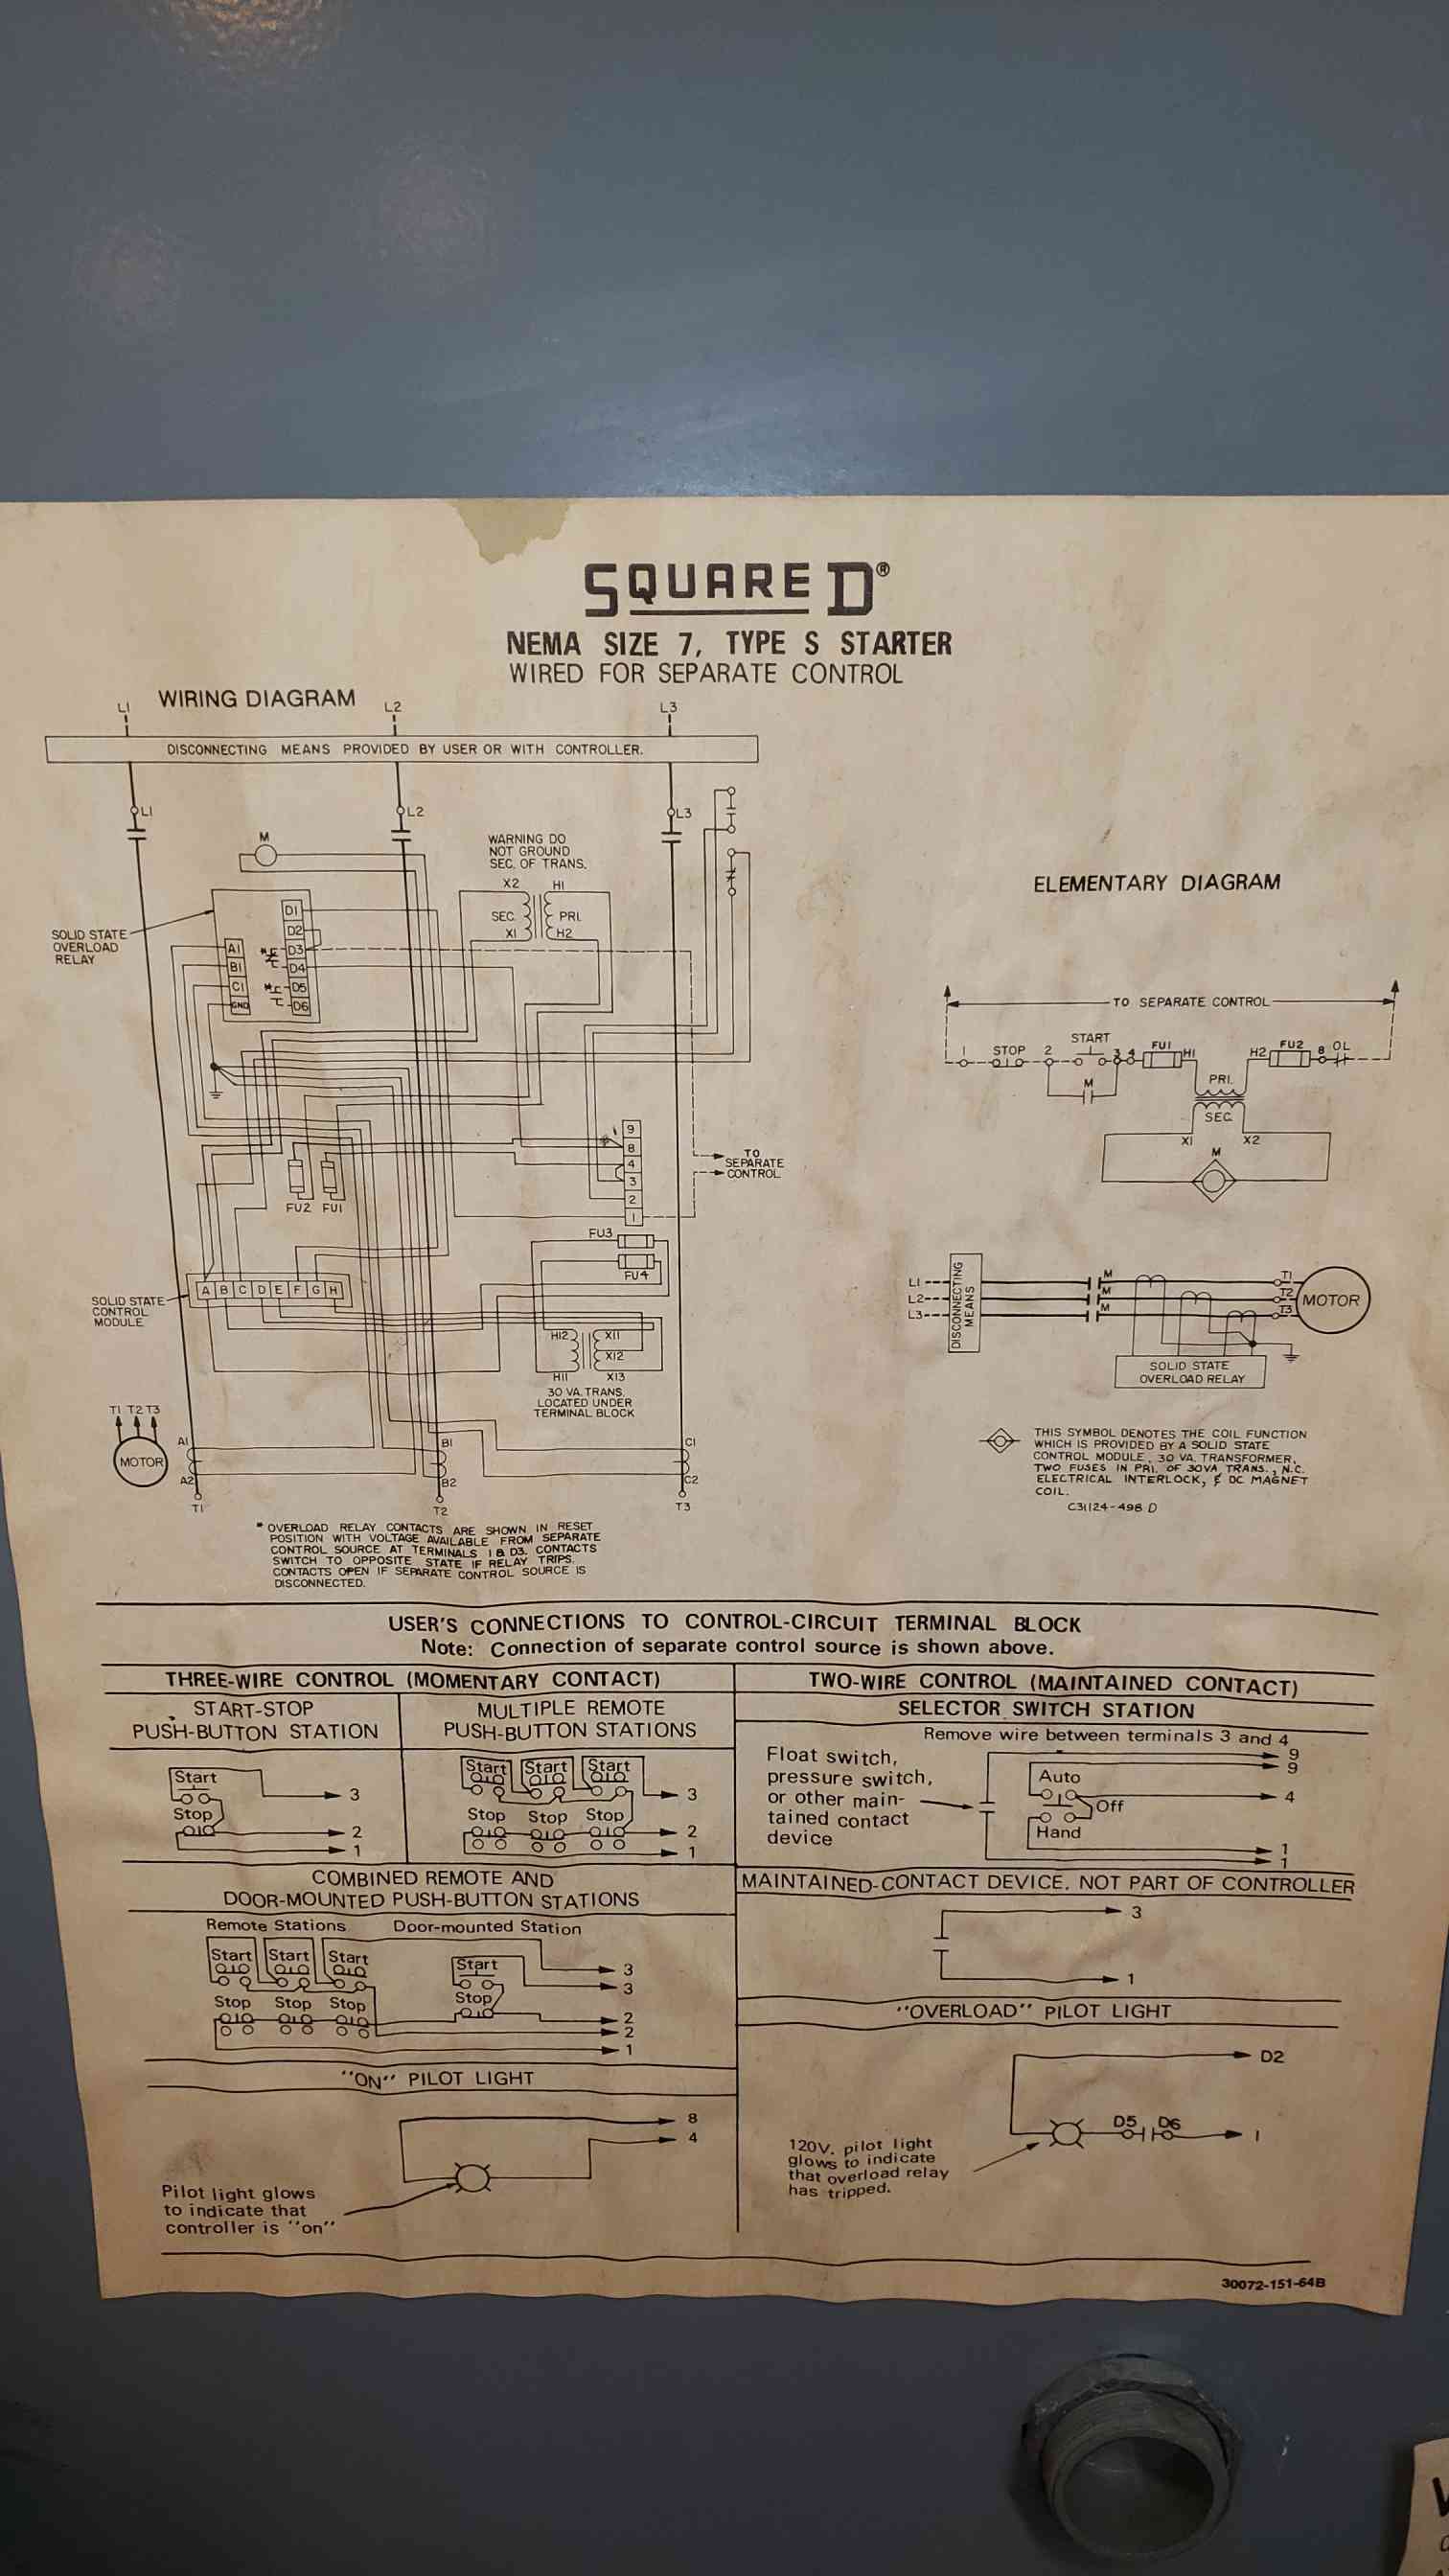 SQUARE D®
NEMA SIZE 7, TYPE S STARTER
WIRED FOR SEPARATE CONTROL
WIRING DIAGRAM
L1 L2 L3
DISCONNECTING MEANS PROVIDED BY USER OR WITH CONTROLLER.
L1 L2 L3
M
WARNING DO
NOT GROUND
SEC. OF TRANS.
X2 H1
SEC. PRI.
X1 H2
SOLID STATE
OVERLOAD
RELAY
D1
D2
D3
D4
D5
D6
A1
B1
C1
GND
9
8
4
3
2
1
TO
SEPARATE
CONTROL
FU2 FU1
FU3
FU4
SOLID STATE
CONTROL
MODULE
A B C D E F G H
H12 X11
X12
H11 X13
30 VA. TRANS.
LOCATED UNDER
TERMINAL BLOCK
T1 T2 T3
MOTOR
A1 B1 C1
A2 B2 C2
T1 T2 T3
* OVERLOAD RELAY CONTACTS ARE SHOWN IN RESET
POSITION WITH VOLTAGE AVAILABLE FROM SEPARATE
CONTROL SOURCE AT TERMINALS 1 & D3. CONTACTS
SWITCH TO OPPOSITE STATE IF RELAY TRIPS.
CONTACTS OPEN IF SEPARATE CONTROL SOURCE IS
DISCONNECTED.
ELEMENTARY DIAGRAM
TO SEPARATE CONTROL
1 STOP 2 START 3 4 FU1 H1 H2 FU2 8 OL
M
PRI.
SEC.
X1 X2
M
L1
L2
L3
DISCONNECTING
MEANS
M
M
M
T1
T2
T3
MOTOR
SOLID STATE
OVERLOAD RELAY
THIS SYMBOL DENOTES THE COIL FUNCTION
WHICH IS PROVIDED BY A SOLID STATE
CONTROL MODULE, 30 VA. TRANSFORMER,
TWO FUSES IN PRI. OF 30VA TRANS., N.C.
ELECTRICAL INTERLOCK, & DC MAGNET
COIL.
C31124-498 D
USER'S CONNECTIONS TO CONTROL-CIRCUIT TERMINAL BLOCK
Note: Connection of separate control source is shown above.
THREE-WIRE CONTROL (MOMENTARY CONTACT)
START-STOP
PUSH-BUTTON STATION
Start
3
Stop
2
1
MULTIPLE REMOTE
PUSH-BUTTON STATIONS
Start Start Start
3
Stop Stop Stop
2
1
COMBINED REMOTE AND
DOOR-MOUNTED PUSH-BUTTON STATIONS
Remote Stations Door-mounted Station
Start Start Start Start
3
3
Stop Stop Stop Stop
2
2
1
"ON" PILOT LIGHT
8
4
Pilot light glows
to indicate that
controller is "on"
TWO-WIRE CONTROL (MAINTAINED CONTACT)
SELECTOR SWITCH STATION
Remove wire between terminals 3 and 4
Float switch,
pressure switch,
or other main-
tained contact
device
9
9
Auto
4
Off
Hand
1
1
MAINTAINED-CONTACT DEVICE, NOT PART OF CONTROLLER
3
1
"OVERLOAD" PILOT LIGHT
D2
D5 D6
1
120V. pilot light
glows to indicate
that overload relay
has tripped.
30072-151-64B